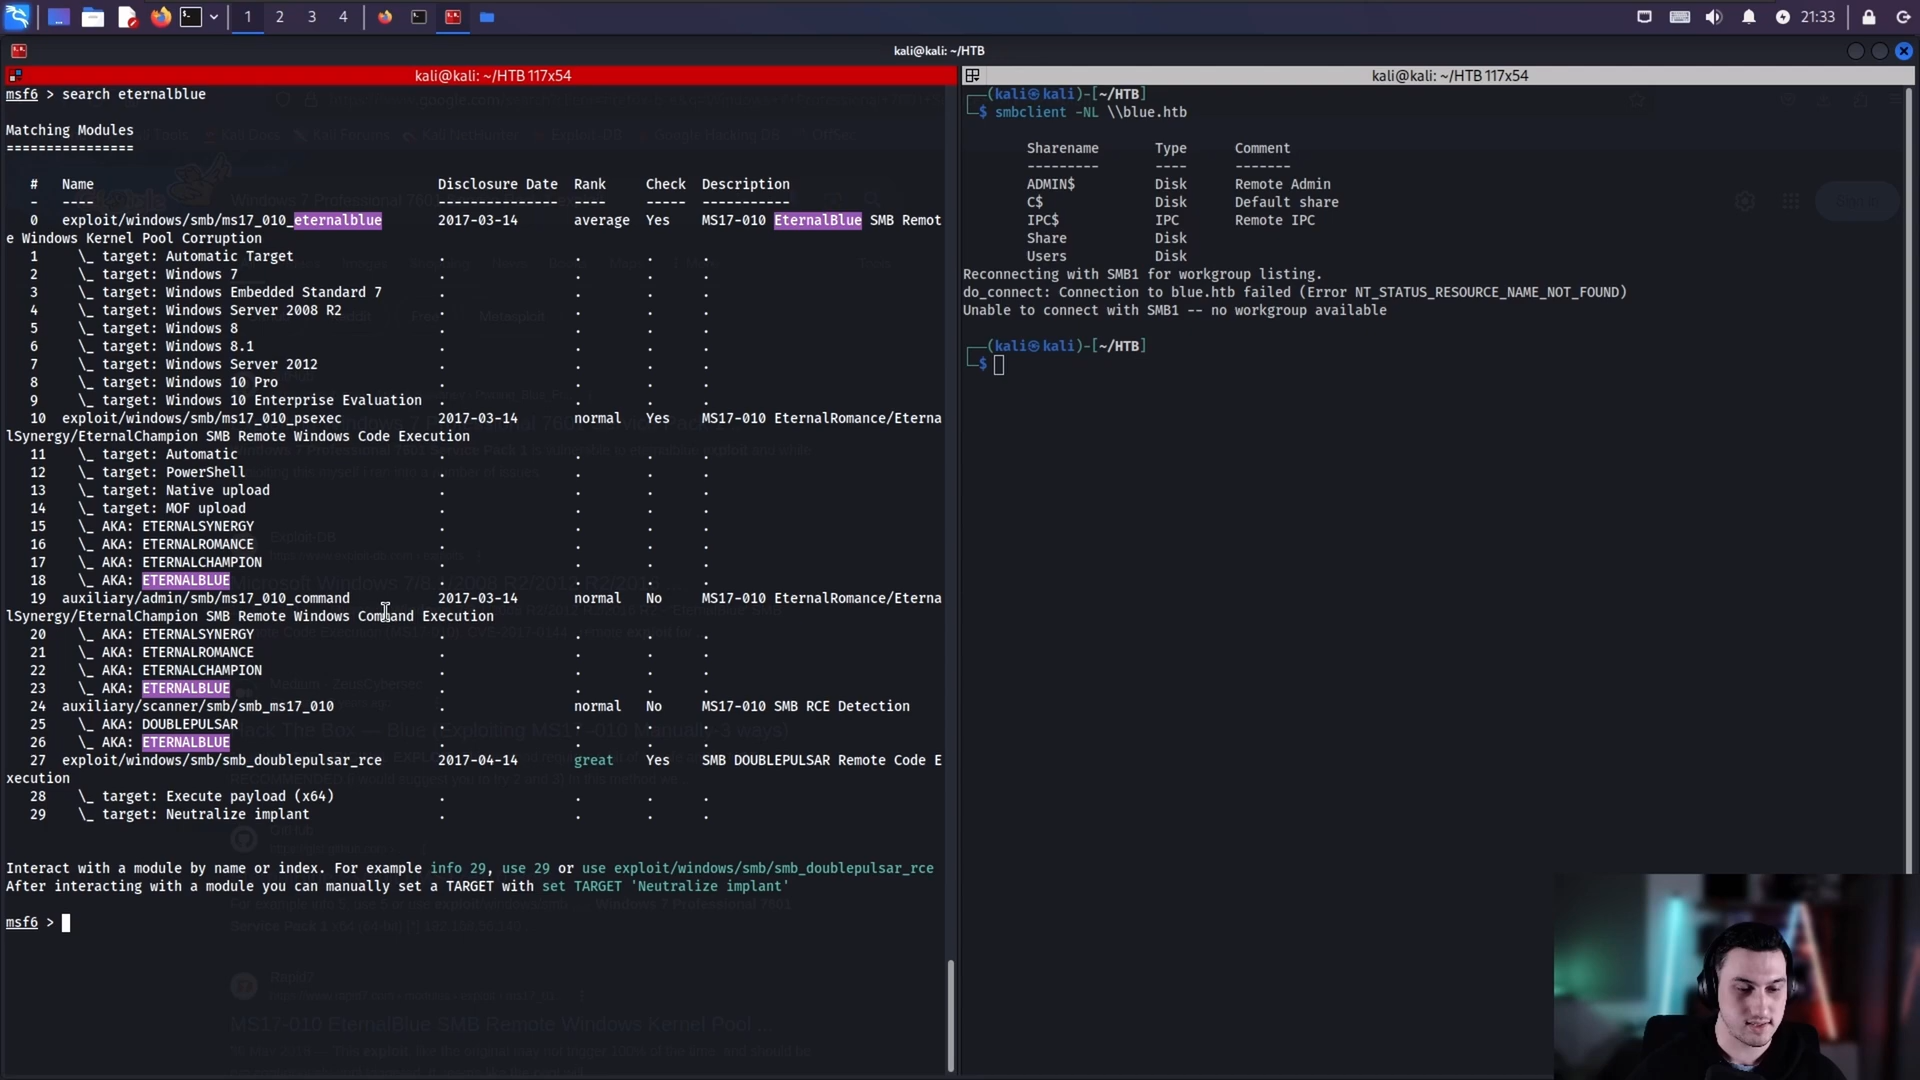 1 2 3 4
21:33
kali@kali: ~/HTB
kali@kali: ~/HTB 117x54
msf6 > search eternalblue
Matching Modules
================
# Name Disclosure Date Rank Check Description
- ---- --------------- ---- ----- -----------
0 exploit/windows/smb/ms17_010_eternalblue 2017-03-14 average Yes MS17-010 EternalBlue SMB Remot
e Windows Kernel Pool Corruption
1 \_ target: Automatic Target . . . .
2 \_ target: Windows 7 . . . .
3 \_ target: Windows Embedded Standard 7 . . . .
4 \_ target: Windows Server 2008 R2 . . . .
5 \_ target: Windows 8 . . . .
6 \_ target: Windows 8.1 . . . .
7 \_ target: Windows Server 2012 . . . .
8 \_ target: Windows 10 Pro . . . .
9 \_ target: Windows 10 Enterprise Evaluation . . . .
10 exploit/windows/smb/ms17_010_psexec 2017-03-14 normal Yes MS17-010 EternalRomance/Eterna
lSynergy/EternalChampion SMB Remote Windows Code Execution
11 \_ target: Automatic . . . .
12 \_ target: PowerShell . . . .
13 \_ target: Native upload . . . .
14 \_ target: MOF upload . . . .
15 \_ AKA: ETERNALSYNERGY . . . .
16 \_ AKA: ETERNALROMANCE . . . .
17 \_ AKA: ETERNALCHAMPION . . . .
18 \_ AKA: ETERNALBLUE . . . .
19 auxiliary/admin/smb/ms17_010_command 2017-03-14 normal No MS17-010 EternalRomance/Eterna
lSynergy/EternalChampion SMB Remote Windows Command Execution
20 \_ AKA: ETERNALSYNERGY . . . .
21 \_ AKA: ETERNALROMANCE . . . .
22 \_ AKA: ETERNALCHAMPION . . . .
23 \_ AKA: ETERNALBLUE . . . .
24 auxiliary/scanner/smb/smb_ms17_010 . normal No MS17-010 SMB RCE Detection
25 \_ AKA: DOUBLEPULSAR . . . .
26 \_ AKA: ETERNALBLUE . . . .
27 exploit/windows/smb/smb_doublepulsar_rce 2017-04-14 great Yes SMB DOUBLEPULSAR Remote Code E
xecution
28 \_ target: Execute payload (x64) . . . .
29 \_ target: Neutralize implant . . . .
Interact with a module by name or index. For example info 29, use 29 or use exploit/windows/smb/smb_doublepulsar_rce
After interacting with a module you can manually set a TARGET with set TARGET 'Neutralize implant'
msf6 >
kali@kali: ~/HTB 117x54
(kali㉿kali)-[~/HTB]
$ smbclient -NL \\blue.htb
Sharename Type Comment
--------- ---- -------
ADMIN$ Disk Remote Admin
C$ Disk Default share
IPC$ IPC Remote IPC
Share Disk
Users Disk
Reconnecting with SMB1 for workgroup listing.
do_connect: Connection to blue.htb failed (Error NT_STATUS_RESOURCE_NAME_NOT_FOUND)
Unable to connect with SMB1 -- no workgroup available
(kali㉿kali)-[~/HTB]
$